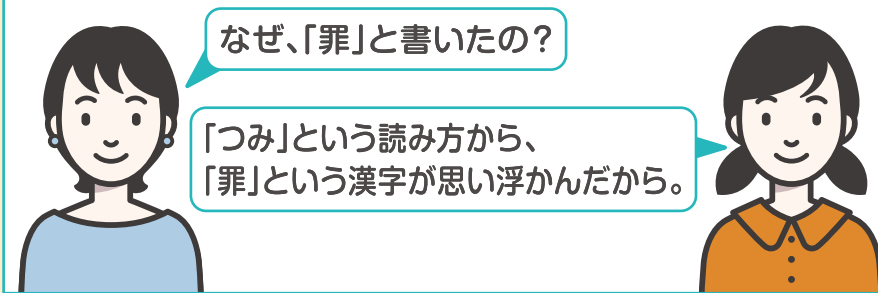 なぜ、「罪」と書いたの？
「つみ」という読み方から、
「罪」という漢字が思い浮かんだから。